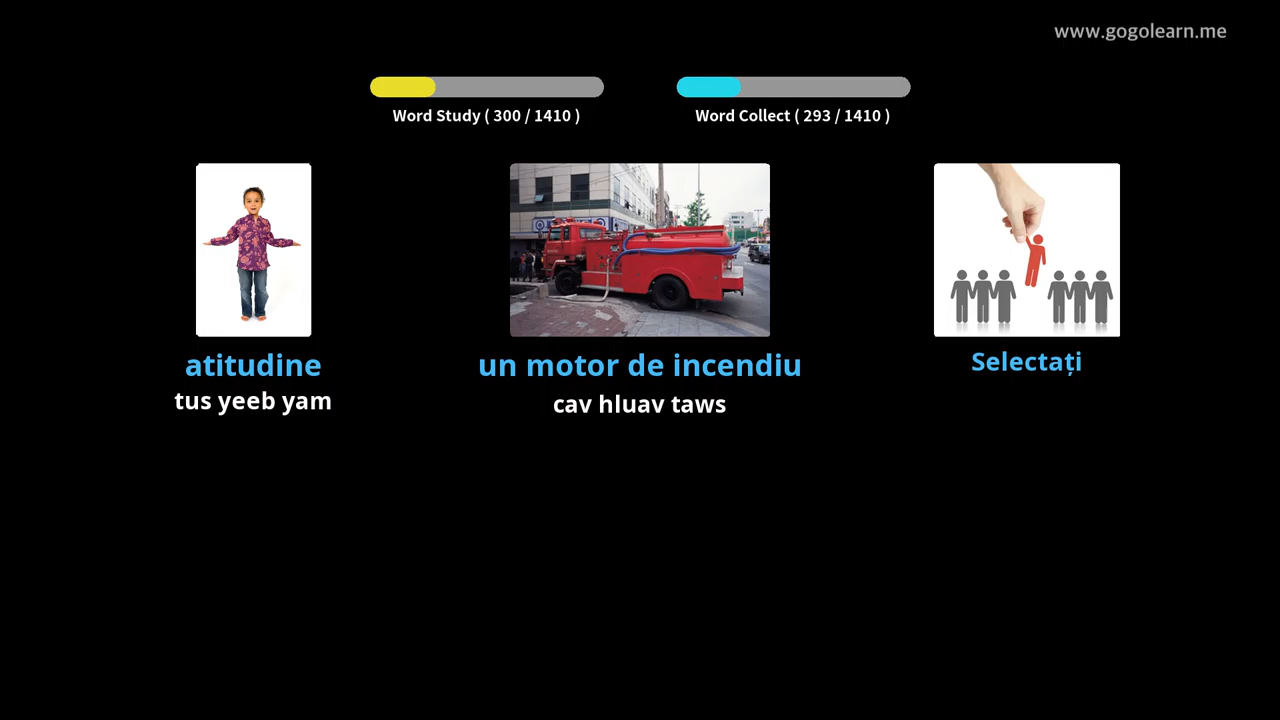 www.gogolearn.me
Word Study ( 300 / 1410 )
Word Collect ( 293 / 1410 )
atitudine
tus yeeb yam
un motor de incendiu
cav hluav taws
Selectați